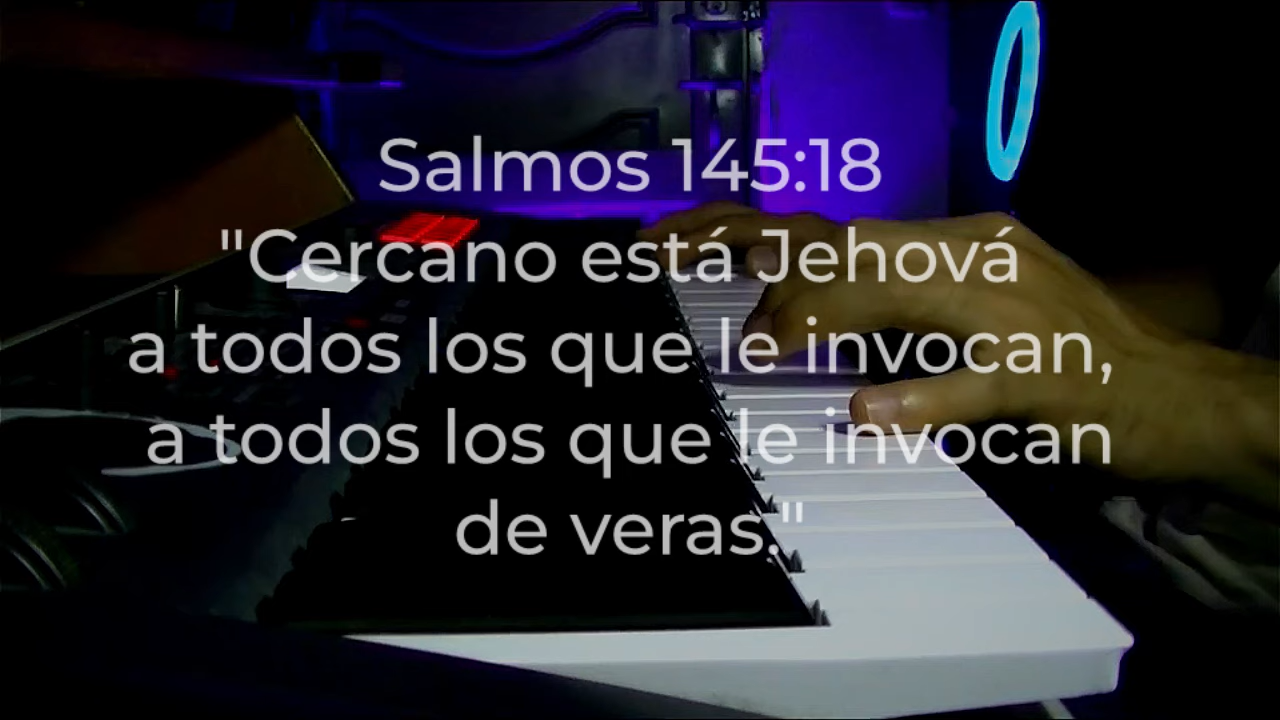 Salmos 145:18
"Cercano está Jehová
a todos los que le invocan,
a todos los que le invocan
de veras."